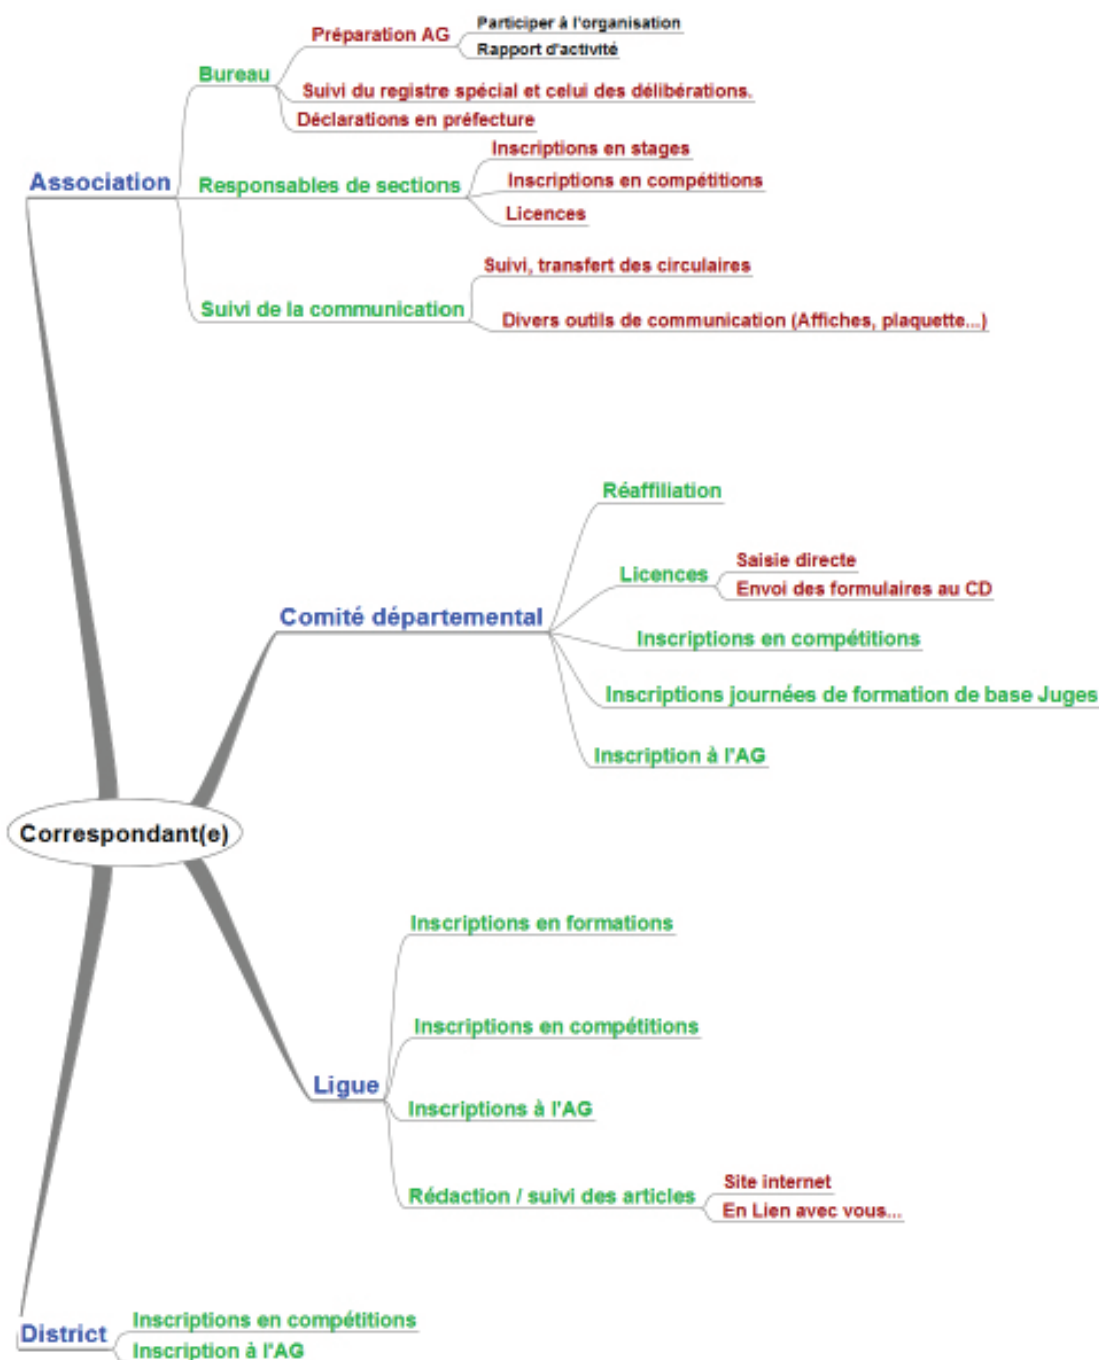 Préparation AG
Participer à l'organisation
Rapport d'activité
Bureau
Suivi du registre spécial et celui des délibérations.
Déclarations en préfecture
Association
Responsables de sections
Inscriptions en stages
Inscriptions en compétitions
Licences
Suivi de la communication
Suivi, transfert des circulaires
Divers outils de communication (Affiches, plaquette...)
Comité départemental
Réaffiliation
Licences
Saisie directe
Envoi des formulaires au CD
Inscriptions en compétitions
Inscriptions journées de formation de base Juges
Inscription à l'AG
Correspondant(e)
Ligue
Inscriptions en formations
Inscriptions en compétitions
Inscriptions à l'AG
Rédaction / suivi des articles
Site internet
En Lien avec vous...
District
Inscriptions en compétitions
Inscription à l'AG